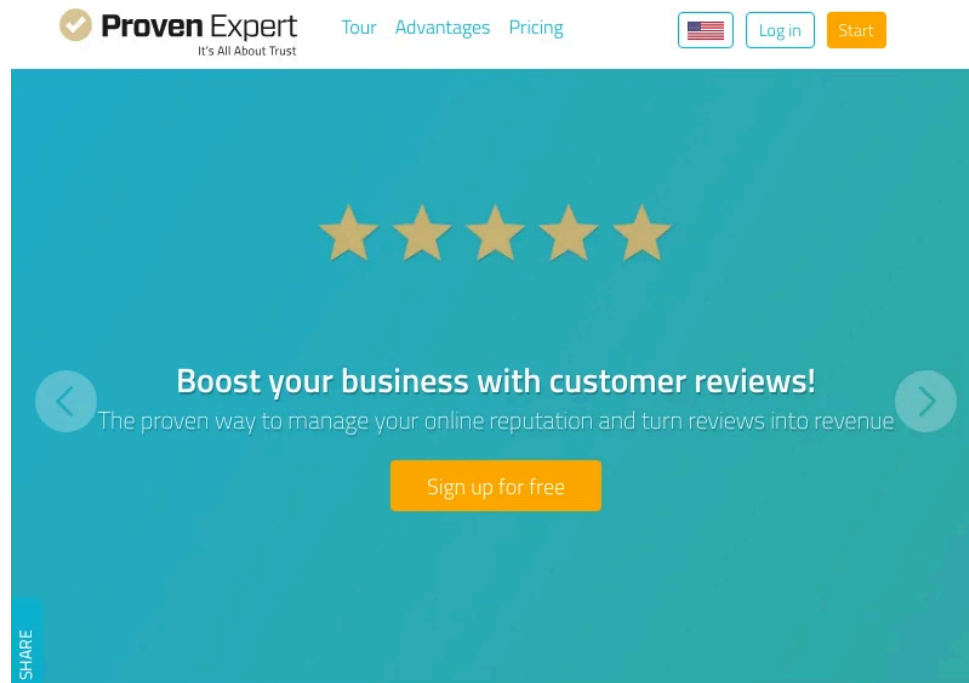 Proven Expert
It's All About Trust
Tour Advantages Pricing
Log in Start
Boost your business with customer reviews!
The proven way to manage your online reputation and turn reviews into revenue
Sign up for free
SHARE